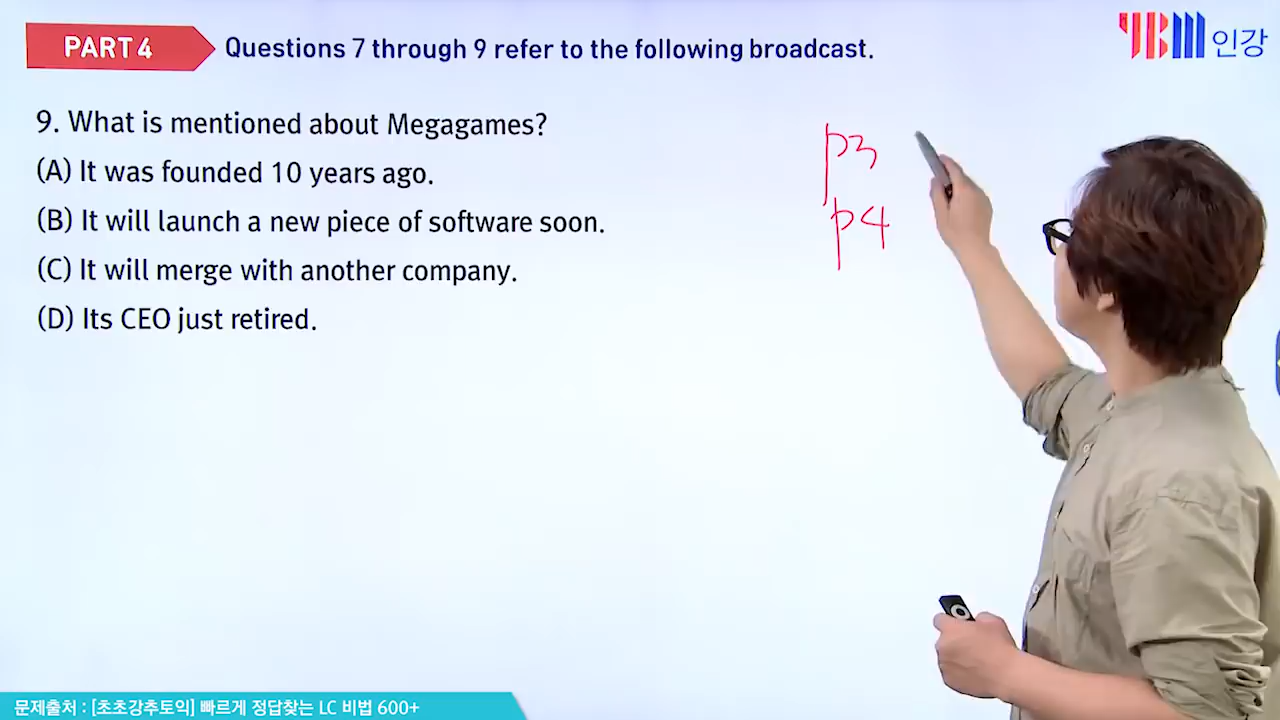 PART 4 Questions 7 through 9 refer to the following broadcast.
YBM 인강
9. What is mentioned about Megagames?
(A) It was founded 10 years ago.
(B) It will launch a new piece of software soon.
(C) It will merge with another company.
(D) Its CEO just retired.
p3
p4
문제출처 : [초초강추토익] 빠르게 정답찾는 LC 비법 600+